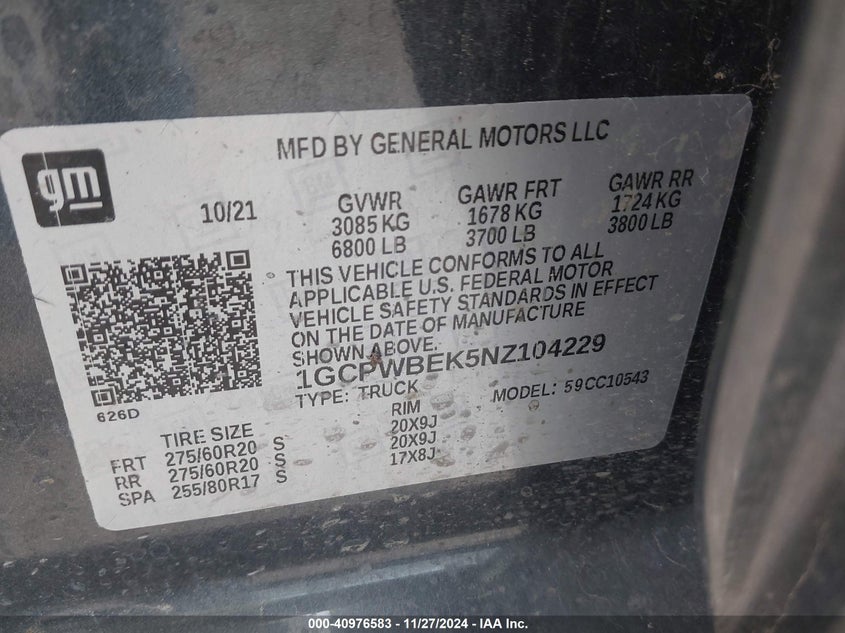 MFD BY GENERAL MOTORS LLC
gm
10/21
GVWR GAWR FRT GAWR RR
3085 KG 1678 KG 1724 KG
6800 LB 3700 LB 3800 LB
THIS VEHICLE CONFORMS TO ALL
APPLICABLE U.S. FEDERAL MOTOR
VEHICLE SAFETY STANDARDS IN EFFECT
ON THE DATE OF MANUFACTURE
SHOWN ABOVE.
1GCPWBEK5NZ104229
TYPE: TRUCK MODEL: 59CC10543
626D
TIRE SIZE RIM
FRT 275/60R20 S 20X9J
RR 275/60R20 S 20X9J
SPA 255/80R17 S 17X8J
000-40976583 - 11/27/2024 - IAA Inc.